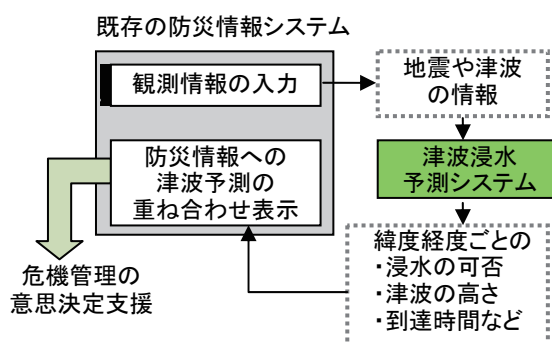 既存の防災情報システム
観測情報の入力
地震や津波
の情報
防災情報への
津波予測の
重ね合わせ表示
津波浸水
予測システム
危機管理の
意思決定支援
緯度経度ごとの
・浸水の可否
・津波の高さ
・到達時間など